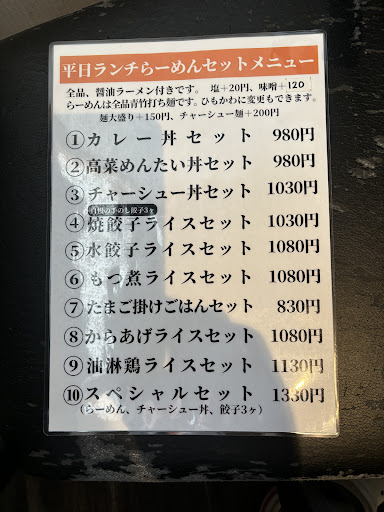 平日ランチらーめんセットメニュー
全品、醤油ラーメン付きです。 塩+20円、味噌+120
らーめんは全品青竹打ち麺です。ひもかわに変更もできます。
麺大盛り+150円、チャーシュー麺+200円
①カレー丼セット 980円
②高菜めんたい丼セット 980円
③チャーシュー丼セット 1030円
自慢の手のし餃子3ヶ
④焼餃子ライスセット 1030円
⑤水餃子ライスセット 1080円
⑥もつ煮ライスセット 1080円
⑦たまご掛けごはんセット 830円
⑧からあげライスセット 1080円
⑨油淋鶏ライスセット 1130円
⑩スペシャルセット 1330円
(らーめん、チャーシュー丼、餃子3ヶ)